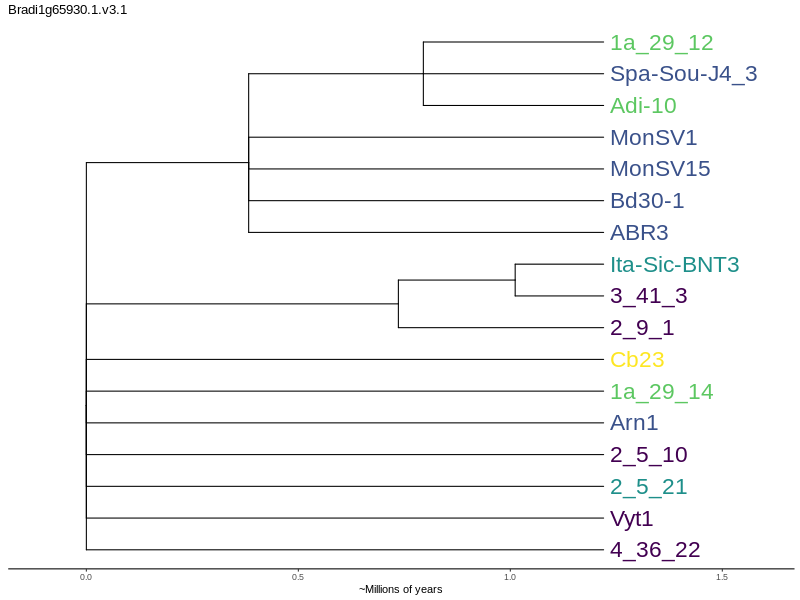 Bradi1g65930.1.v3.1
1a_29_12
Spa-Sou-J4_3
Adi-10
MonSV1
MonSV15
Bd30-1
ABR3
Ita-Sic-BNT3
3_41_3
2_9_1
Cb23
1a_29_14
Arn1
2_5_10
2_5_21
Vyt1
4_36_22
0.0 0.5 1.0 1.5
~Millions of years